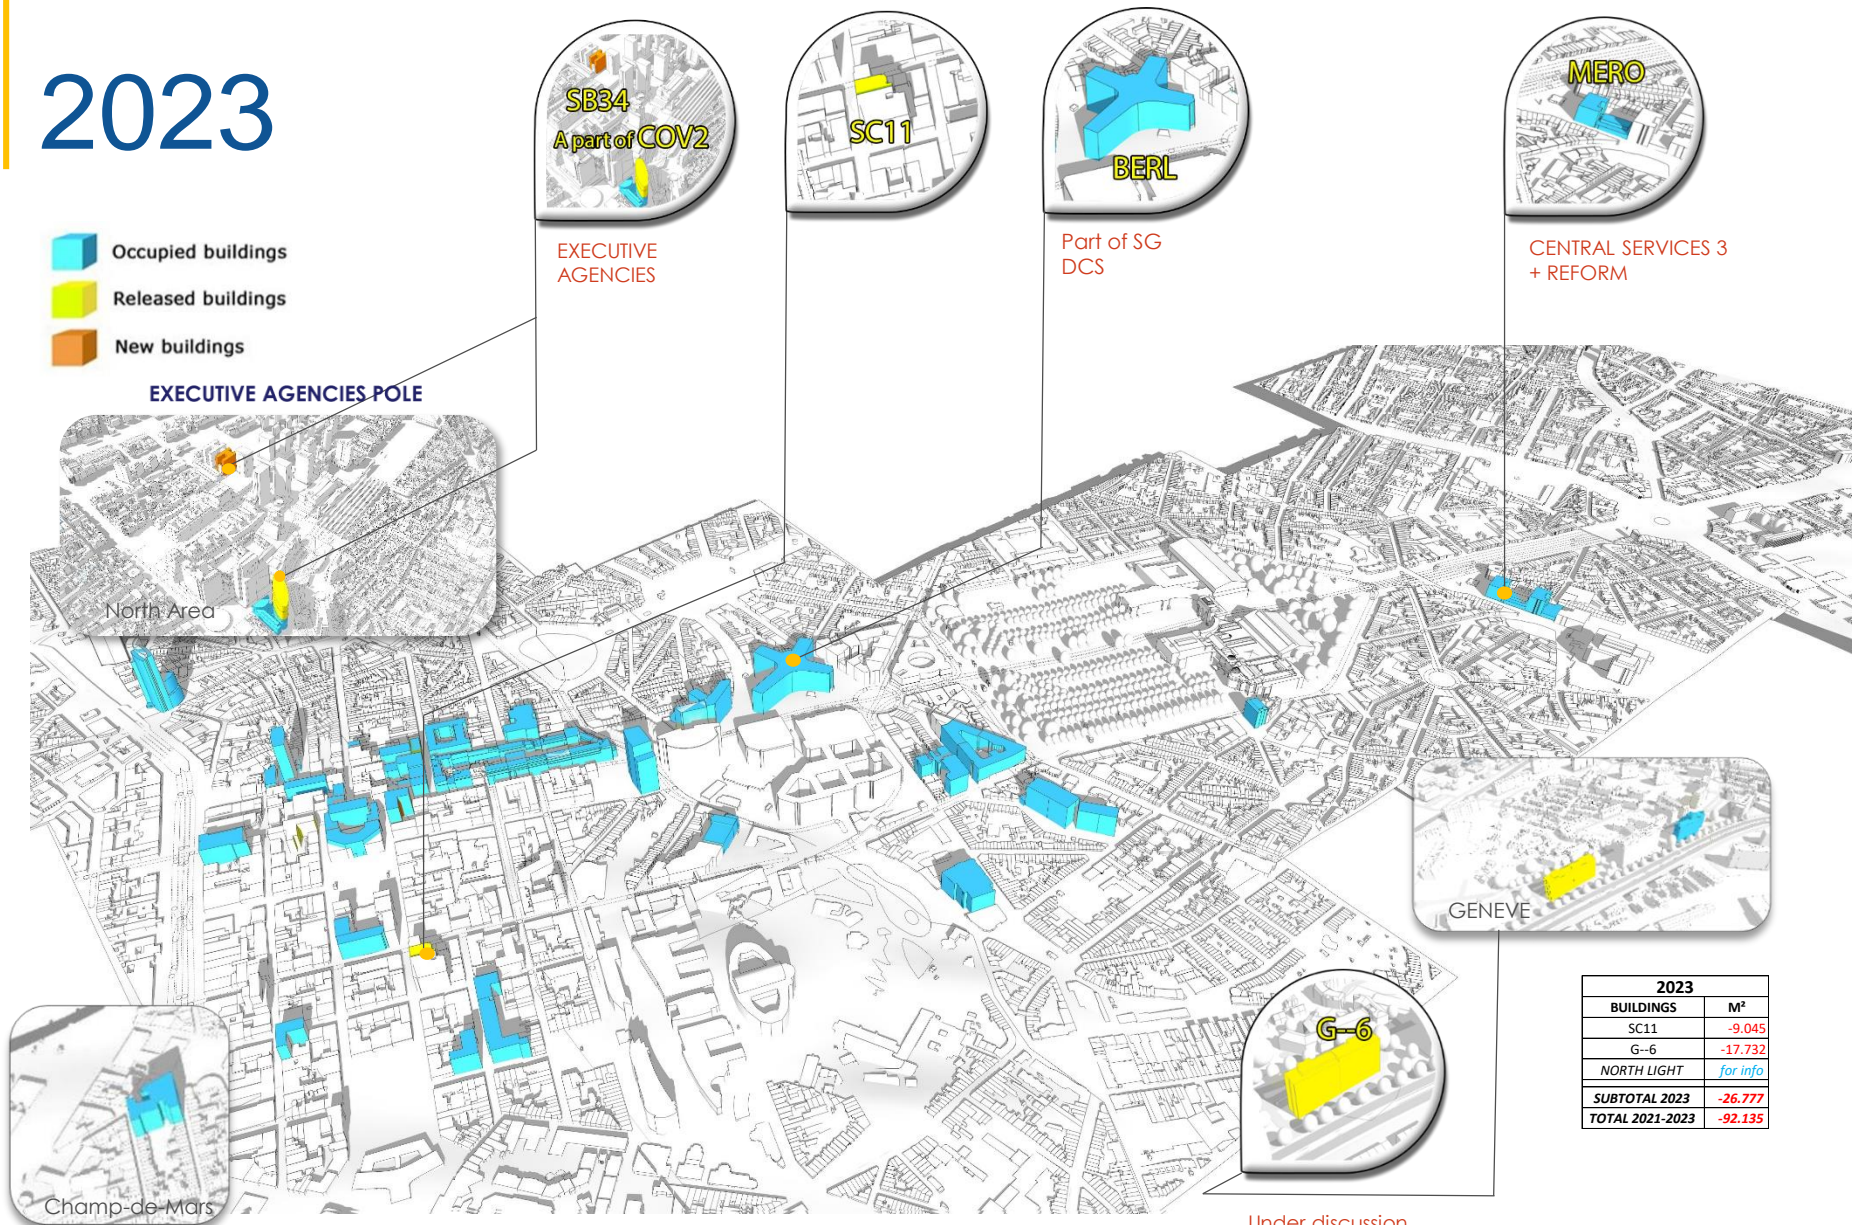 2023
SB34
A part of COV2
SC11
BERL
MERO
EXECUTIVE
AGENCIES
Part of SG
DCS
CENTRAL SERVICES 3
+ REFORM
Occupied buildings
Released buildings
New buildings
EXECUTIVE AGENCIES POLE
North Area
GENEVE
G--6
Champ-de-Mars
Under discussion
2023
BUILDINGS M²
SC11 -9.045
G--6 -17.732
NORTH LIGHT for info
SUBTOTAL 2023 -26.777
TOTAL 2021-2023 -92.135